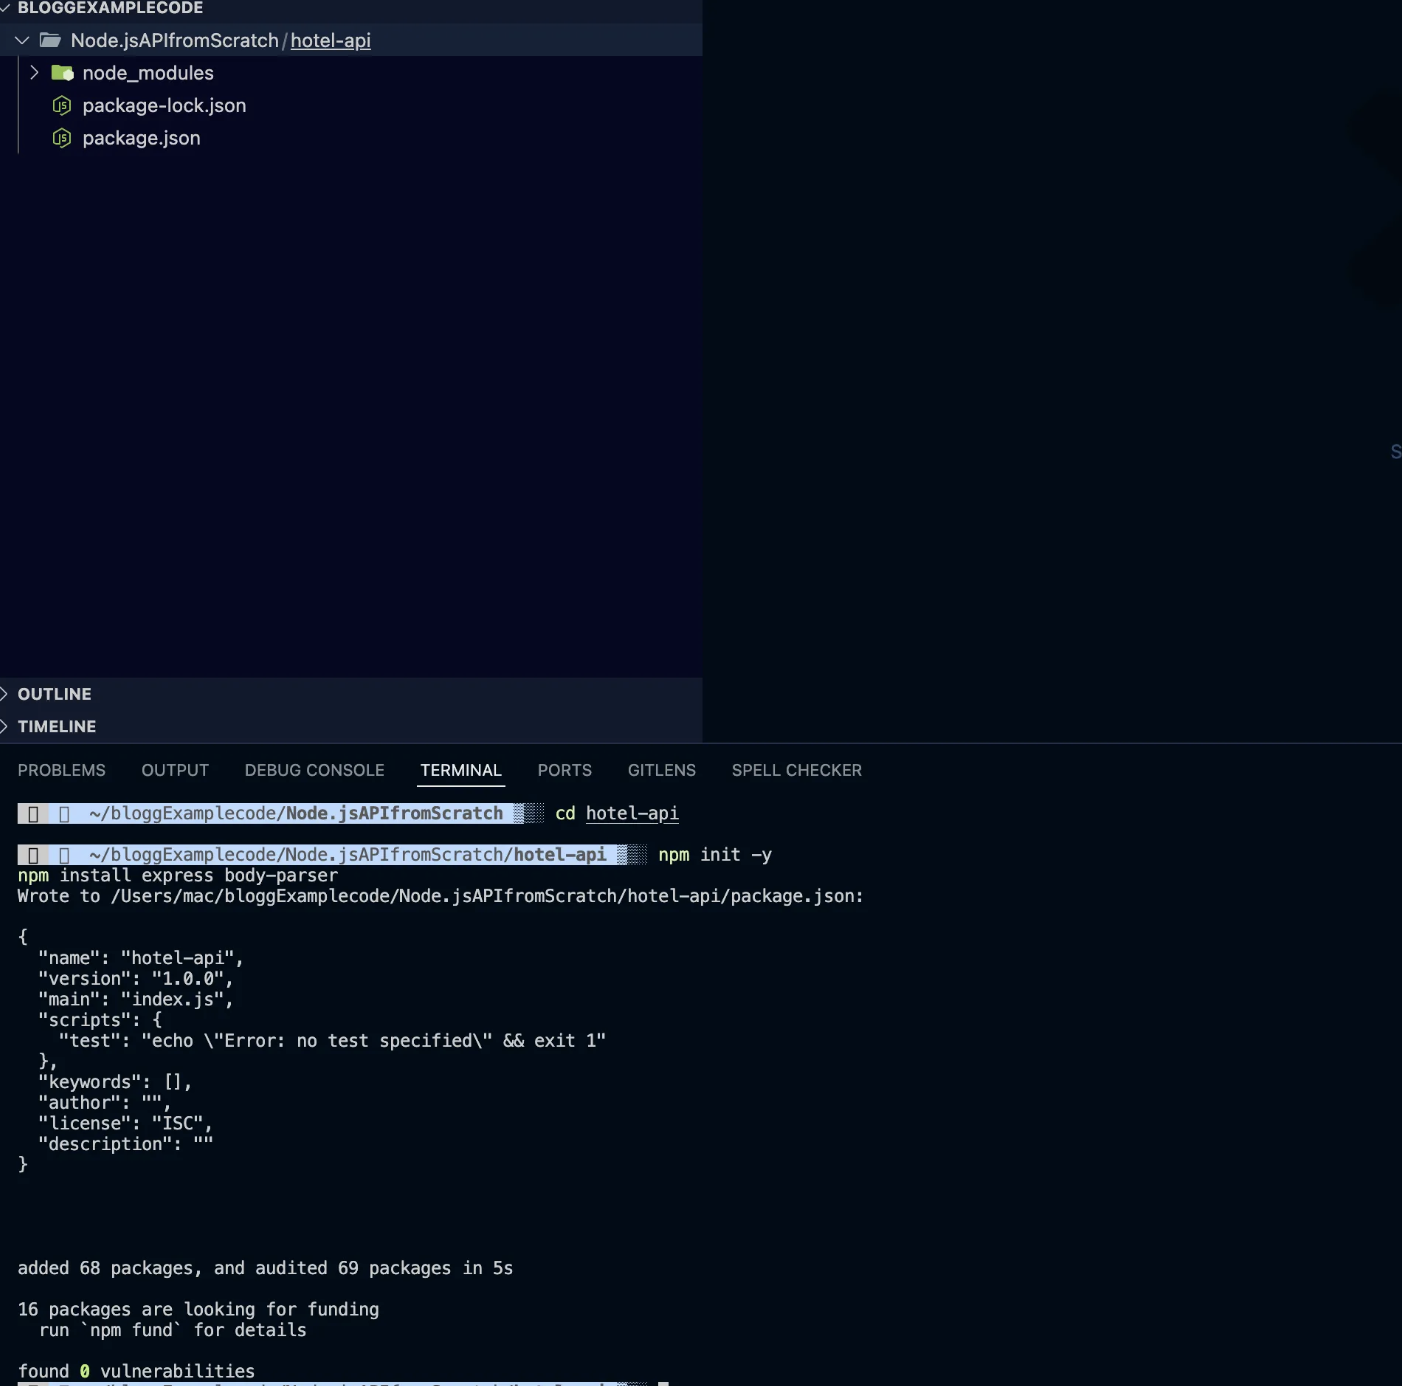 BLOGGEXAMPLECODE
Node.jsAPIfromScratch/hotel-api
node_modules
package-lock.json
package.json
S
OUTLINE
TIMELINE
PROBLEMS OUTPUT DEBUG CONSOLE TERMINAL PORTS GITLENS SPELL CHECKER
~/bloggExamplecode/Node.jsAPIfromScratch cd hotel-api
~/bloggExamplecode/Node.jsAPIfromScratch/hotel-api npm init -y
npm install express body-parser
Wrote to /Users/mac/bloggExamplecode/Node.jsAPIfromScratch/hotel-api/package.json:
{
"name": "hotel-api",
"version": "1.0.0",
"main": "index.js",
"scripts": {
"test": "echo \"Error: no test specified\" && exit 1"
},
"keywords": [],
"author": "",
"license": "ISC",
"description": ""
}
added 68 packages, and audited 69 packages in 5s
16 packages are looking for funding
run `npm fund` for details
found 0 vulnerabilities